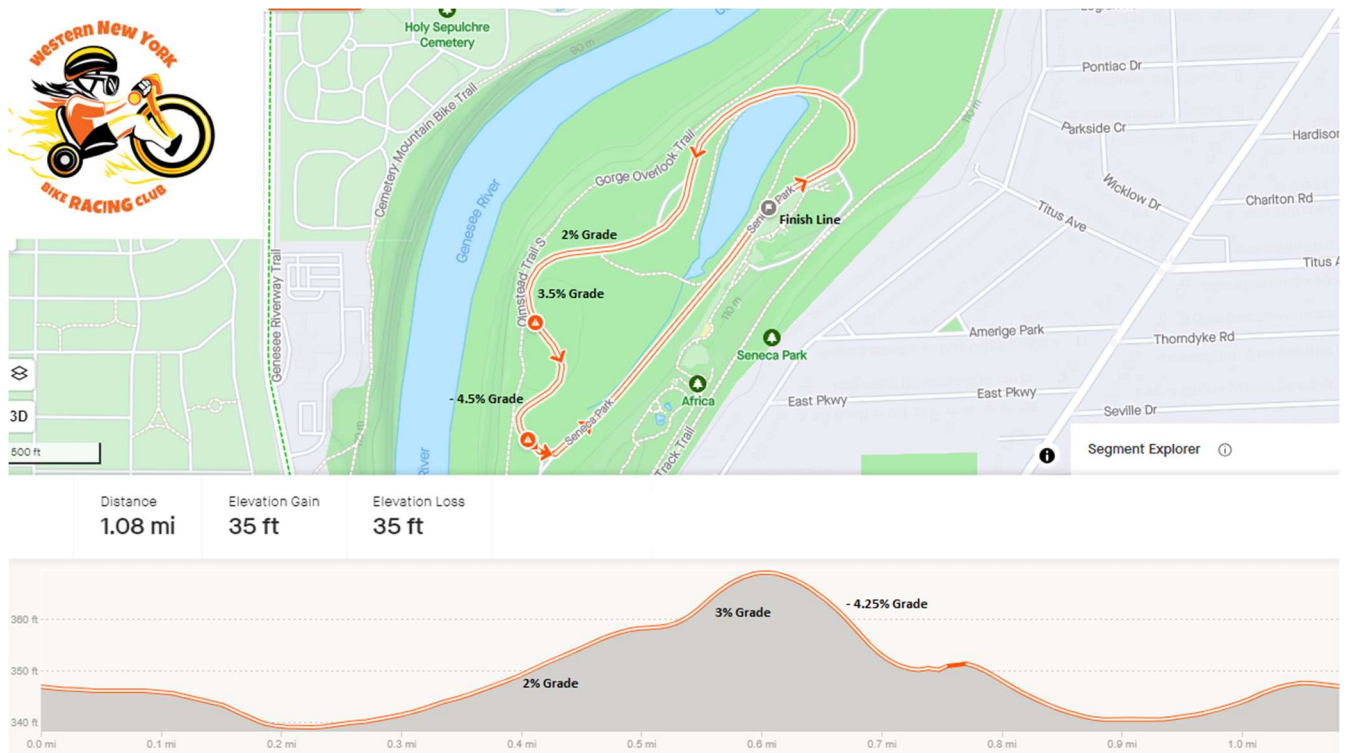 WESTERN NEW YORK
BIKE RACING CLUB
Holy Sepulchre
Cemetery
90 m
Cemetery Mountain Bike Trail
Genesee Riverway Trail
Genesee River
Gorge Overlook Trail
Olmstead Trail S
2% Grade
3.5% Grade
- 4.5% Grade
Finish Line
Seneca Park
110 m
110 m
Seneca Park
Africa
Track Trail
River
Pontiac Dr
Parkside Cr
Hardison
Wicklow Dr
Charlton Rd
Titus Ave
Titus A
Amerige Park
Thorndyke Rd
East Pkwy
East Pkwy
Seville Dr
3D
500 ft
Segment Explorer
Distance
1.08 mi
Elevation Gain
35 ft
Elevation Loss
35 ft
360 ft
350 ft
340 ft
2% Grade
3% Grade
- 4.25% Grade
0.0 mi
0.1 mi
0.2 mi
0.3 mi
0.4 mi
0.5 mi
0.6 mi
0.7 mi
0.8 mi
0.9 mi
1.0 mi